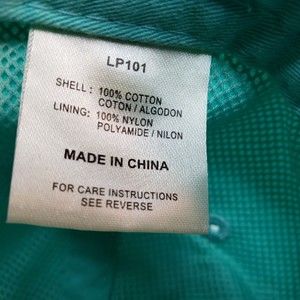 LP101
SHELL : 100% COTTON
COTON / ALGODON
LINING: 100% NYLON
POLYAMIDE / NILON
MADE IN CHINA
FOR CARE INSTRUCTIONS
SEE REVERSE